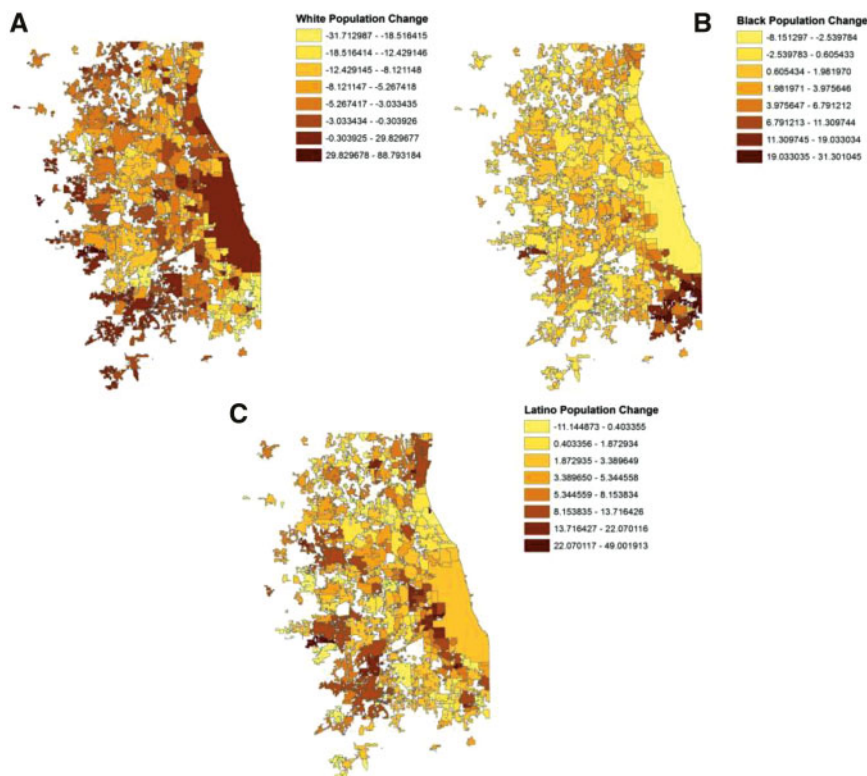 A
White Population Change
-31.712987 - -18.516415
-18.516414 - -12.429146
-12.429145 - -8.121148
-8.121147 - -5.267418
-5.267417 - -3.033435
-3.033434 - -0.303926
-0.303925 - 29.829677
29.829678 - 88.793184
B
Black Population Change
-8.151297 - -2.539784
-2.539783 - 0.605433
0.605434 - 1.981970
1.981971 - 3.975646
3.975647 - 6.791212
6.791213 - 11.309744
11.309745 - 19.033034
19.033035 - 31.301045
C
Latino Population Change
-11.144873 - 0.403355
0.403356 - 1.872934
1.872935 - 3.389649
3.389650 - 5.344558
5.344559 - 8.153834
8.153835 - 13.716426
13.716427 - 22.070116
22.070117 - 49.001913